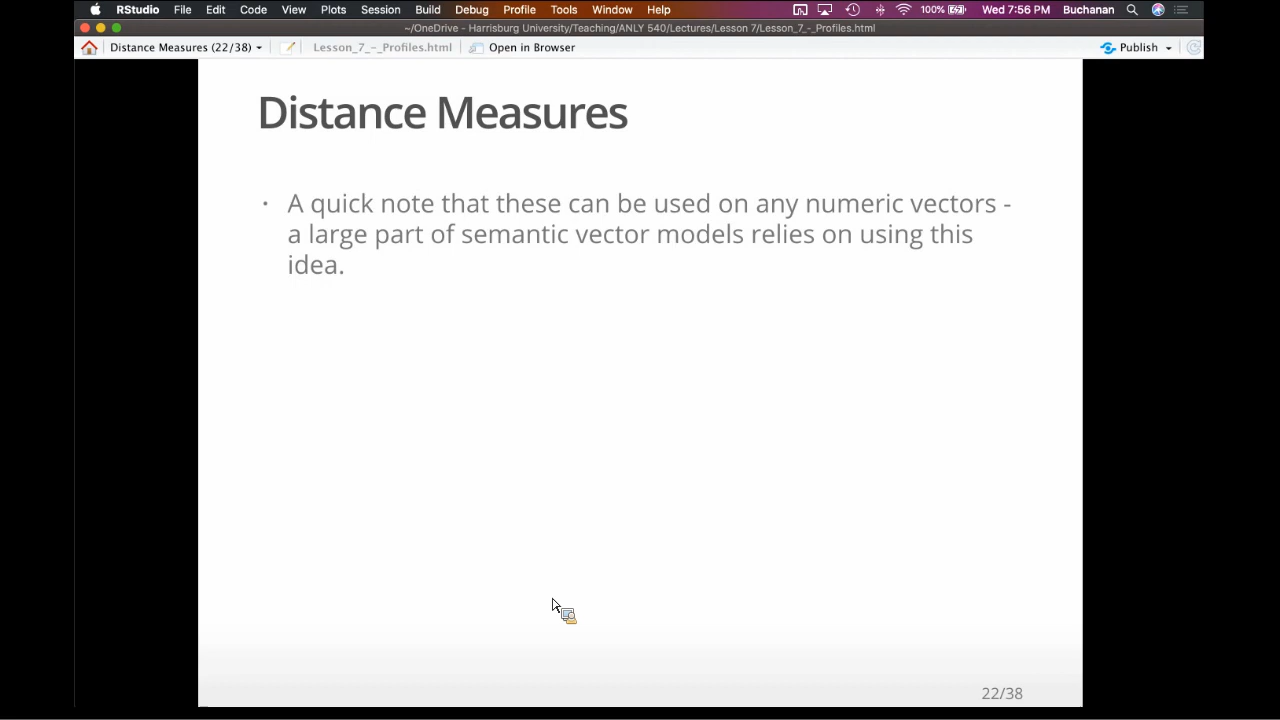 RStudio File Edit Code View Plots Session Build Debug Profile Tools Window Help 100% Wed 7:56 PM Buchanan
~/OneDrive - Harrisburg University/Teaching/ANLY 540/Lectures/Lesson 7/Lesson_7_-_Profiles.html
Distance Measures (22/38) Lesson_7_-_Profiles.html Open in Browser Publish
Distance Measures
• A quick note that these can be used on any numeric vectors -
a large part of semantic vector models relies on using this
idea.
22/38